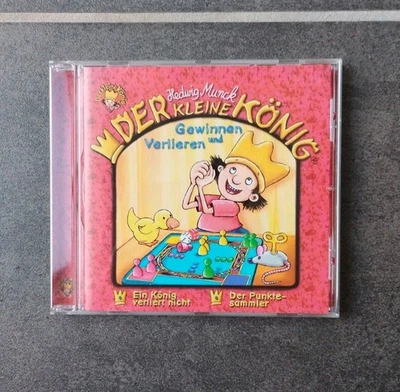 Hedwig Munck
DER KLEINE KÖNIG
Gewinnen
und
Verlieren
Ein König
verliert nicht
Der Punkte-
sammler